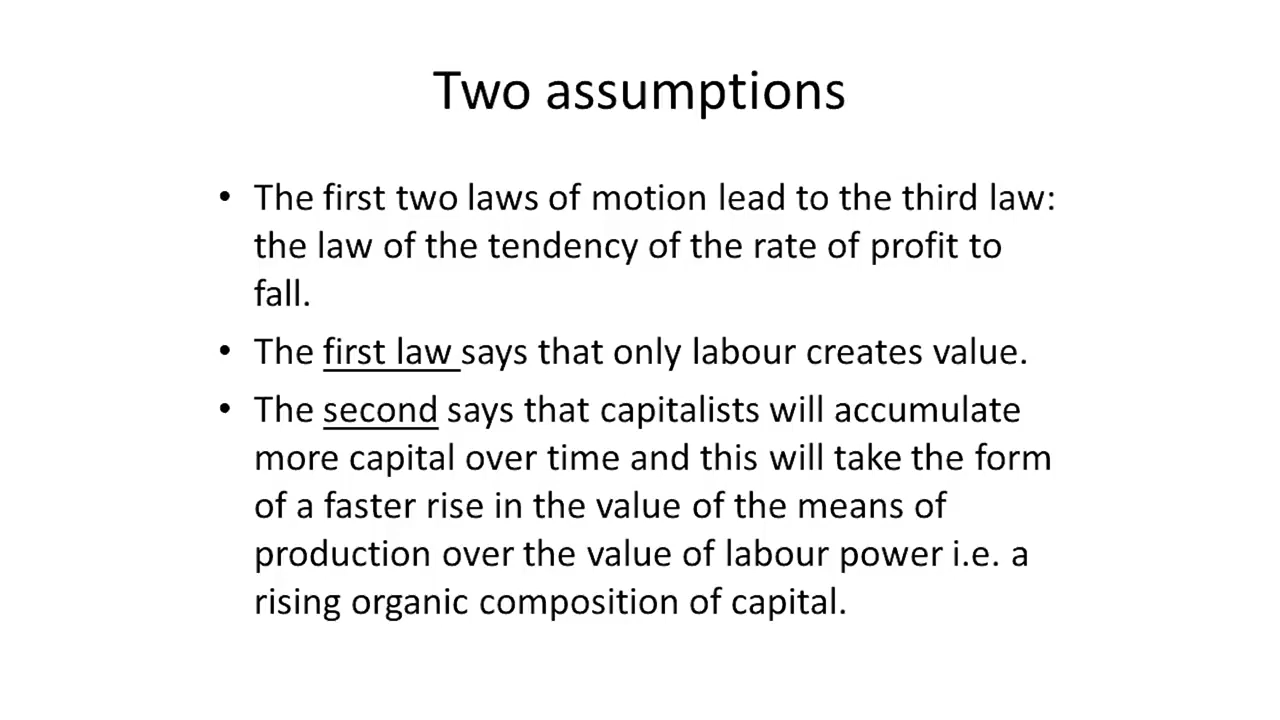 Two assumptions
• The first two laws of motion lead to the third law:
the law of the tendency of the rate of profit to
fall.
• The first law says that only labour creates value.
• The second says that capitalists will accumulate
more capital over time and this will take the form
of a faster rise in the value of the means of
production over the value of labour power i.e. a
rising organic composition of capital.